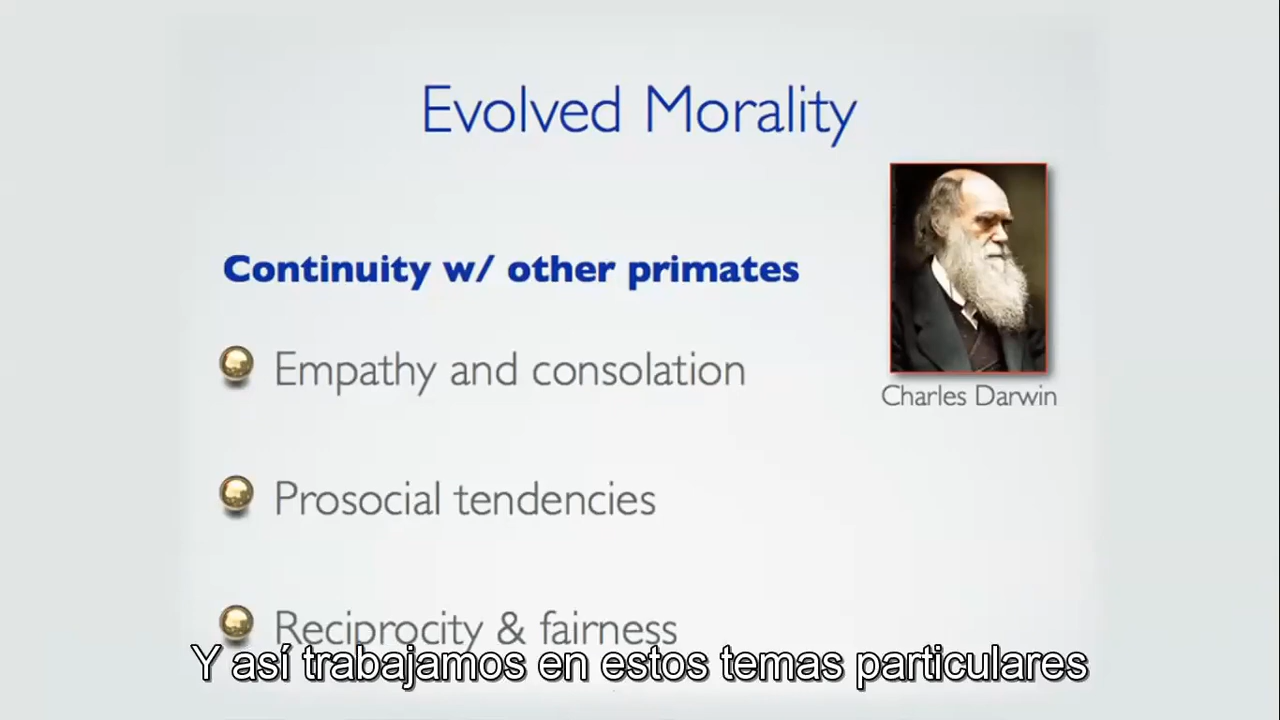 Evolved Morality
Continuity w/ other primates
Charles Darwin
Empathy and consolation
Prosocial tendencies
Reciprocity & fairness
Y así trabajamos en estos temas particulares